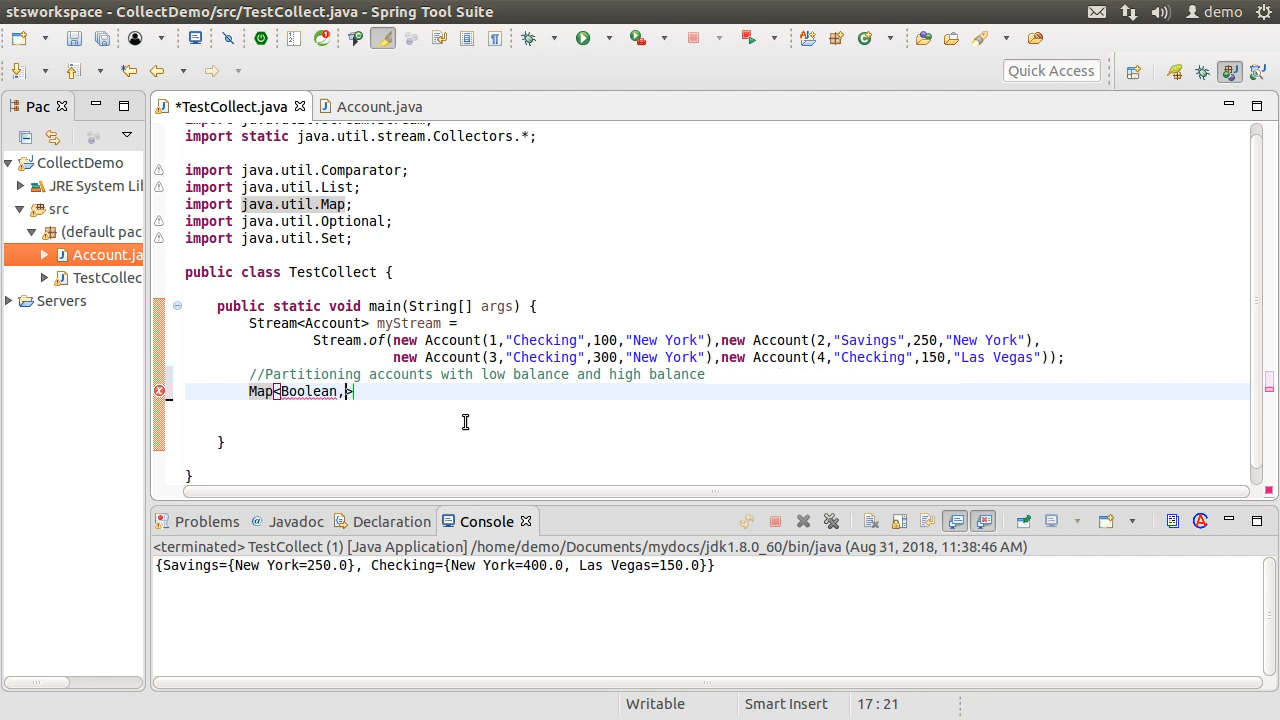 stsworkspace - CollectDemo/src/TestCollect.java - Spring Tool Suite
demo
Quick Access
Pac
*TestCollect.java
Account.java
CollectDemo
JRE System Li
src
(default pac
Account.ja
TestCollec
Servers
import static java.util.stream.Collectors.*;
import java.util.Comparator;
import java.util.List;
import java.util.Map;
import java.util.Optional;
import java.util.Set;
public class TestCollect {
public static void main(String[] args) {
Stream<Account> myStream =
Stream.of(new Account(1,"Checking",100,"New York"),new Account(2,"Savings",250,"New York"),
new Account(3,"Checking",300,"New York"),new Account(4,"Checking",150,"Las Vegas"));
//Partitioning accounts with low balance and high balance
Map<Boolean,>
}
}
Problems
@ Javadoc
Declaration
Console
<terminated> TestCollect (1) [Java Application] /home/demo/Documents/mydocs/jdk1.8.0_60/bin/java (Aug 31, 2018, 11:38:46 AM)
{Savings={New York=250.0}, Checking={New York=400.0, Las Vegas=150.0}}
Writable
Smart Insert
17 : 21